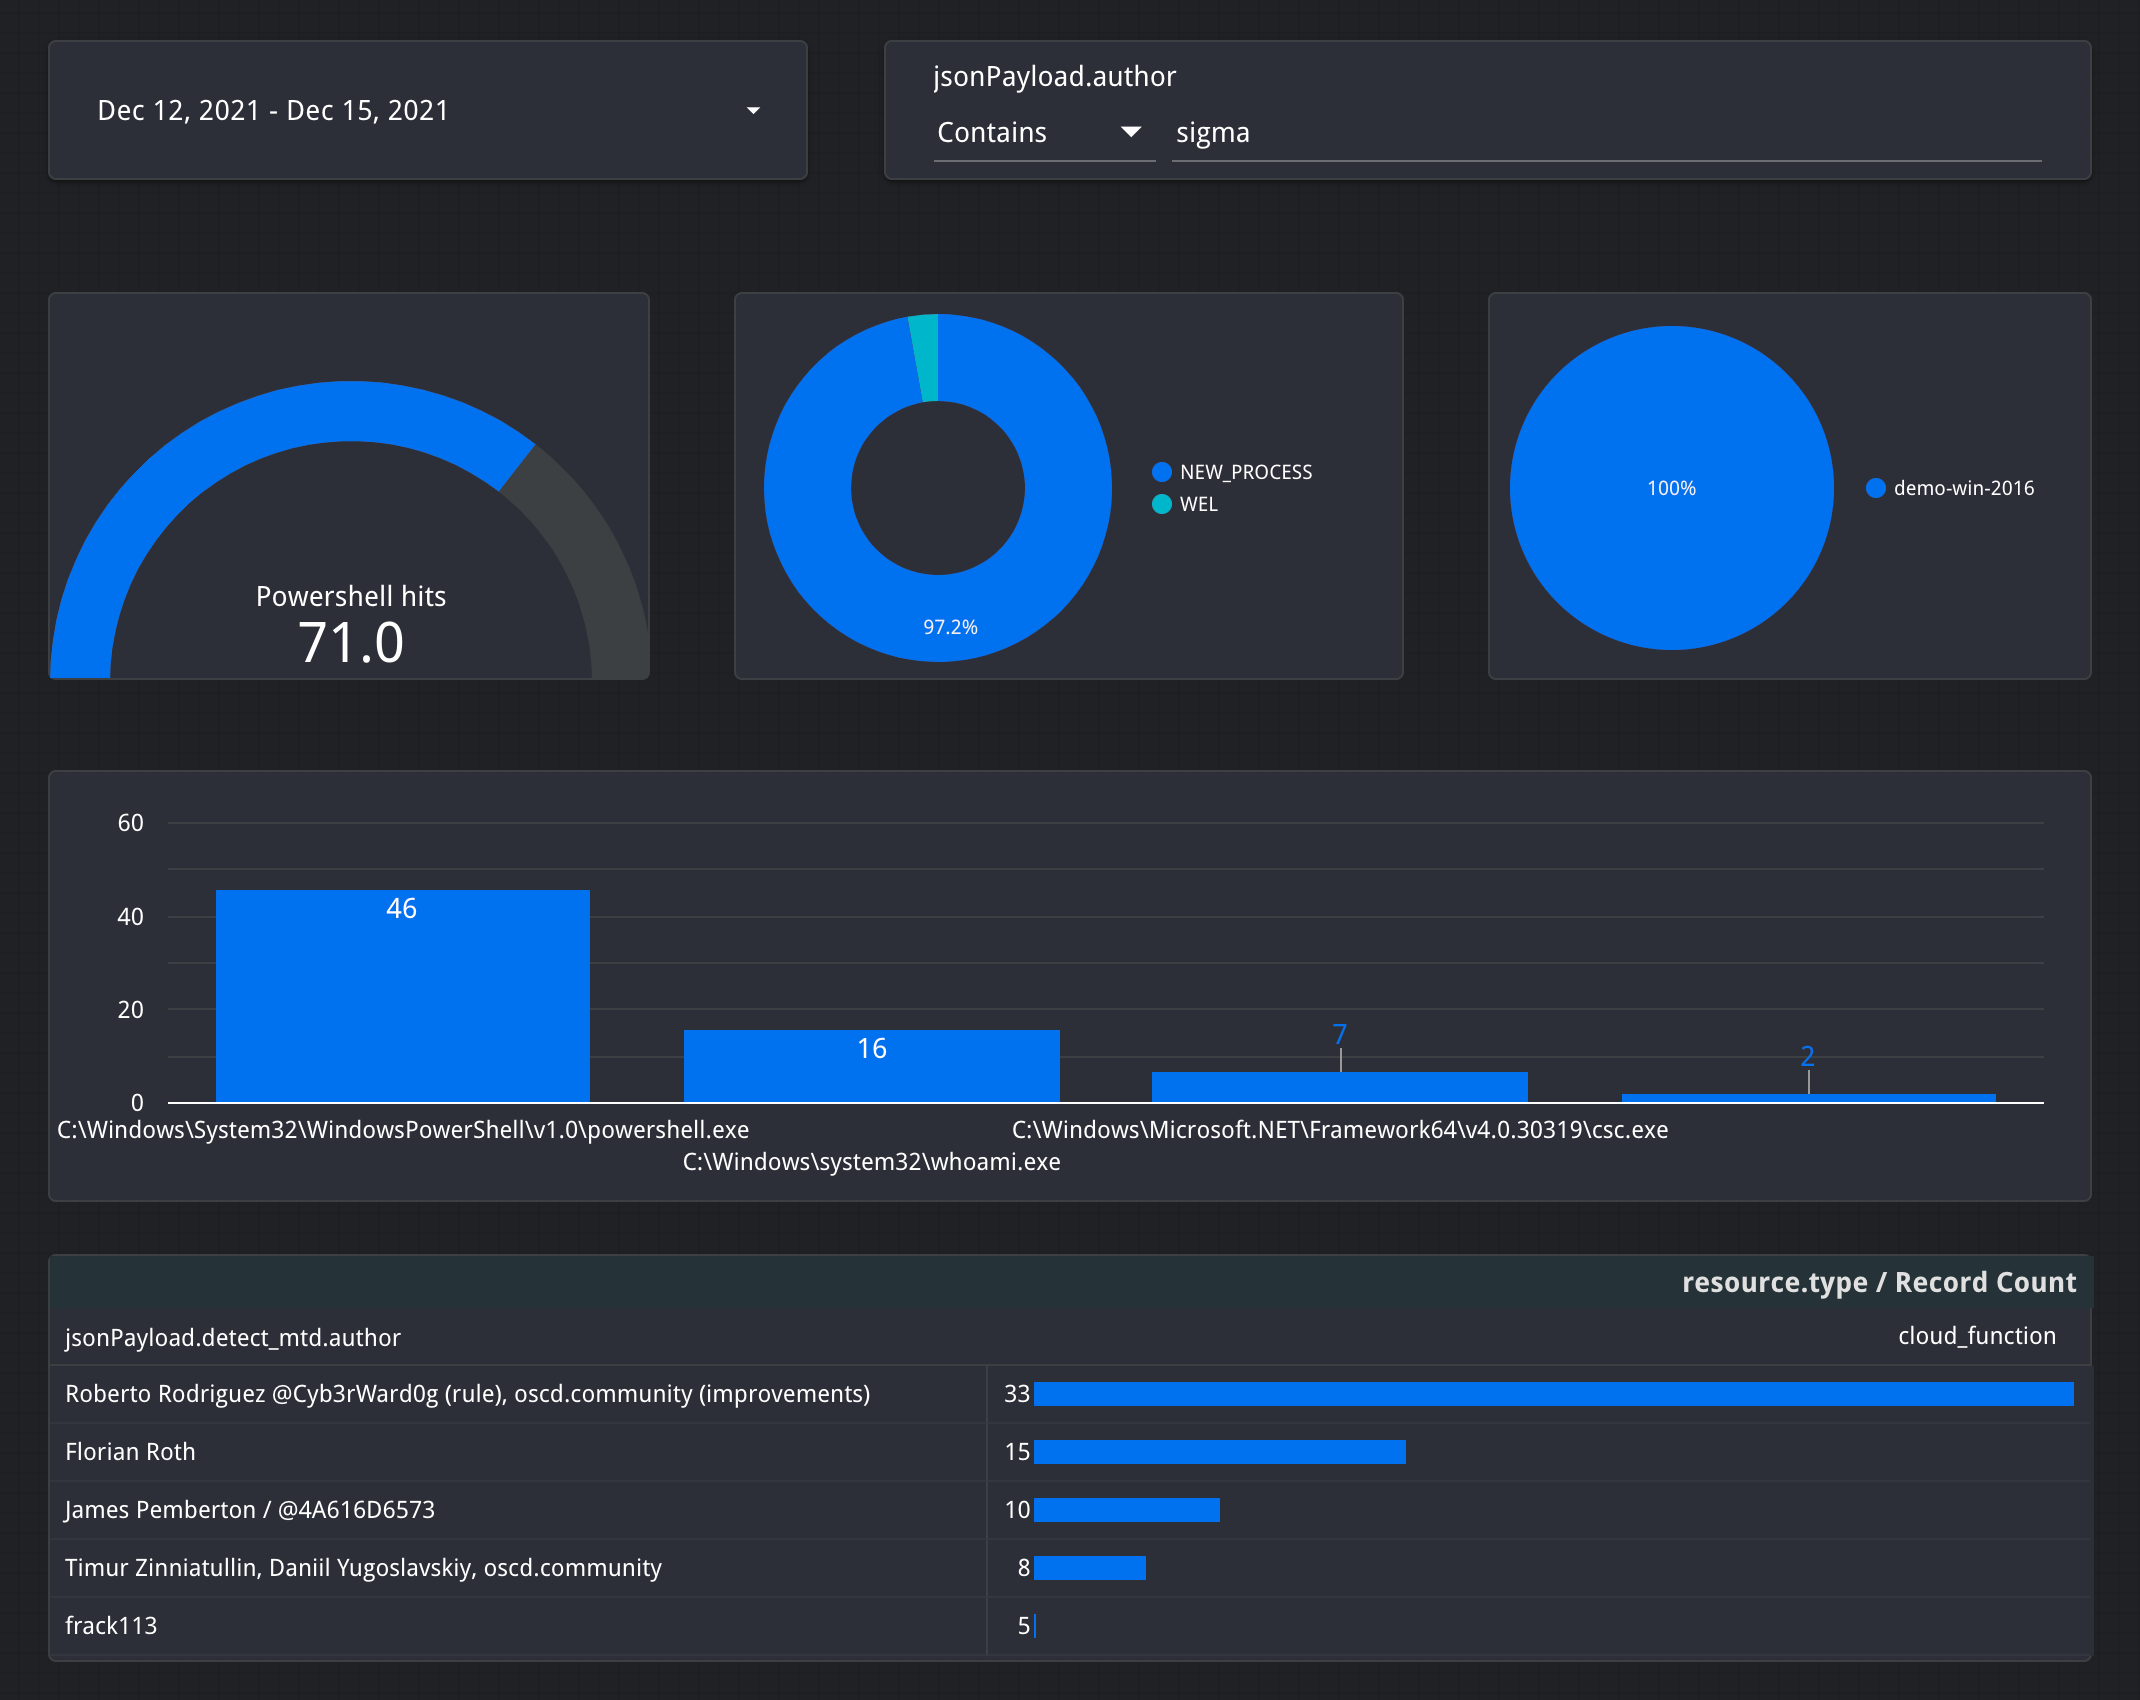 Dec 12, 2021 - Dec 15, 2021
jsonPayload.author
Contains
sigma
Powershell hits
71.0
97.2%
NEW_PROCESS
WEL
100%
demo-win-2016
60
40
20
0
46
16
7
2
C:\Windows\System32\WindowsPowerShell\v1.0\powershell.exe
C:\Windows\system32\whoami.exe
C:\Windows\Microsoft.NET\Framework64\v4.0.30319\csc.exe
resource.type / Record Count
jsonPayload.detect_mtd.author
cloud_function
Roberto Rodriguez @Cyb3rWard0g (rule), oscd.community (improvements) 33
Florian Roth 15
James Pemberton / @4A616D6573 10
Timur Zinniatullin, Daniil Yugoslavskiy, oscd.community 8
frack113 5